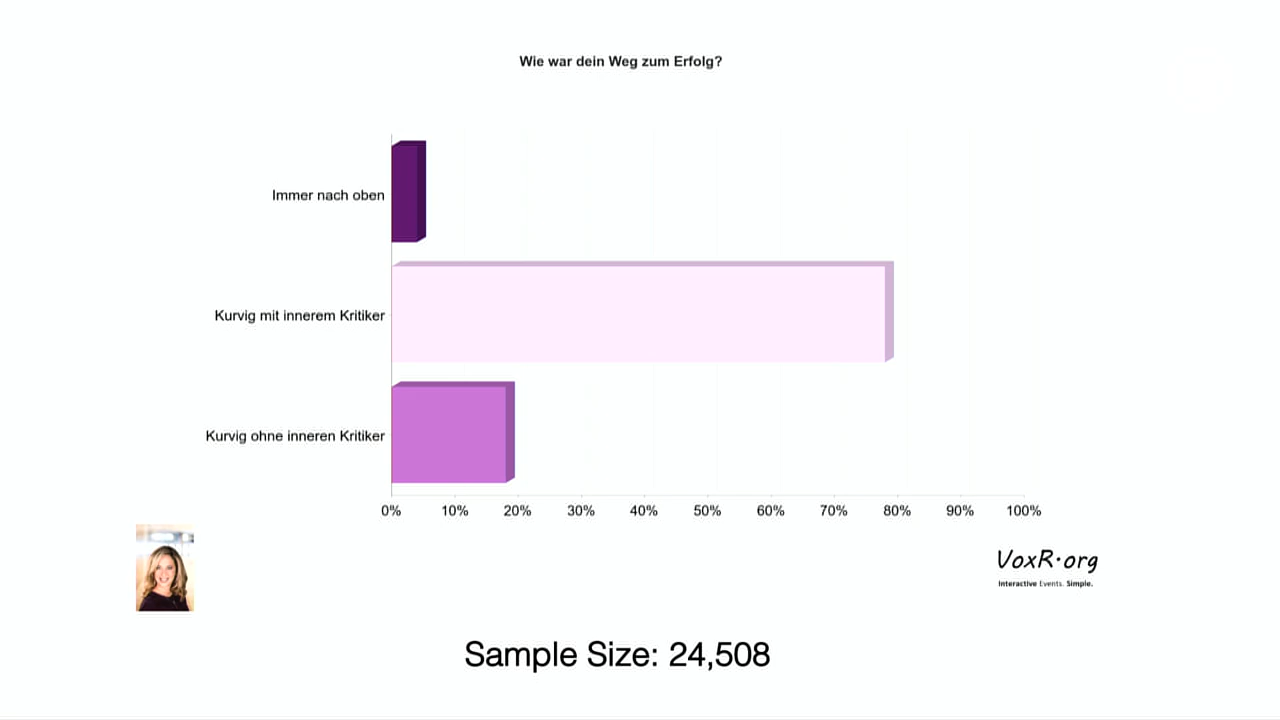 Wie war dein Weg zum Erfolg?
Immer nach oben
Kurvig mit innerem Kritiker
Kurvig ohne inneren Kritiker
0% 10% 20% 30% 40% 50% 60% 70% 80% 90% 100%
VoxR·org
Interactive Events. Simple.
Sample Size: 24,508